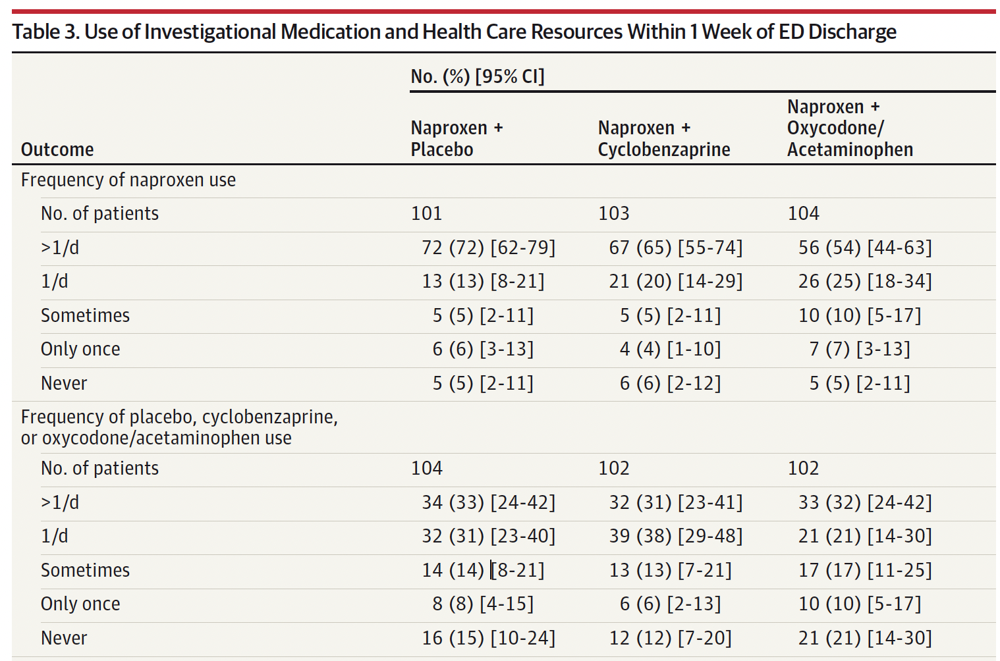 Table 3. Use of Investigational Medication and Health Care Resources Within 1 Week of ED Discharge
No. (%) [95% CI]
Outcome Naproxen + Placebo Naproxen + Cyclobenzaprine Naproxen + Oxycodone/ Acetaminophen
Frequency of naproxen use
No. of patients 101 103 104
>1/d 72 (72) [62-79] 67 (65) [55-74] 56 (54) [44-63]
1/d 13 (13) [8-21] 21 (20) [14-29] 26 (25) [18-34]
Sometimes 5 (5) [2-11] 5 (5) [2-11] 10 (10) [5-17]
Only once 6 (6) [3-13] 4 (4) [1-10] 7 (7) [3-13]
Never 5 (5) [2-11] 6 (6) [2-12] 5 (5) [2-11]
Frequency of placebo, cyclobenzaprine,
or oxycodone/acetaminophen use
No. of patients 104 102 102
>1/d 34 (33) [24-42] 32 (31) [23-41] 33 (32) [24-42]
1/d 32 (31) [23-40] 39 (38) [29-48] 21 (21) [14-30]
Sometimes 14 (14) [8-21] 13 (13) [7-21] 17 (17) [11-25]
Only once 8 (8) [4-15] 6 (6) [2-13] 10 (10) [5-17]
Never 16 (15) [10-24] 12 (12) [7-20] 21 (21) [14-30]